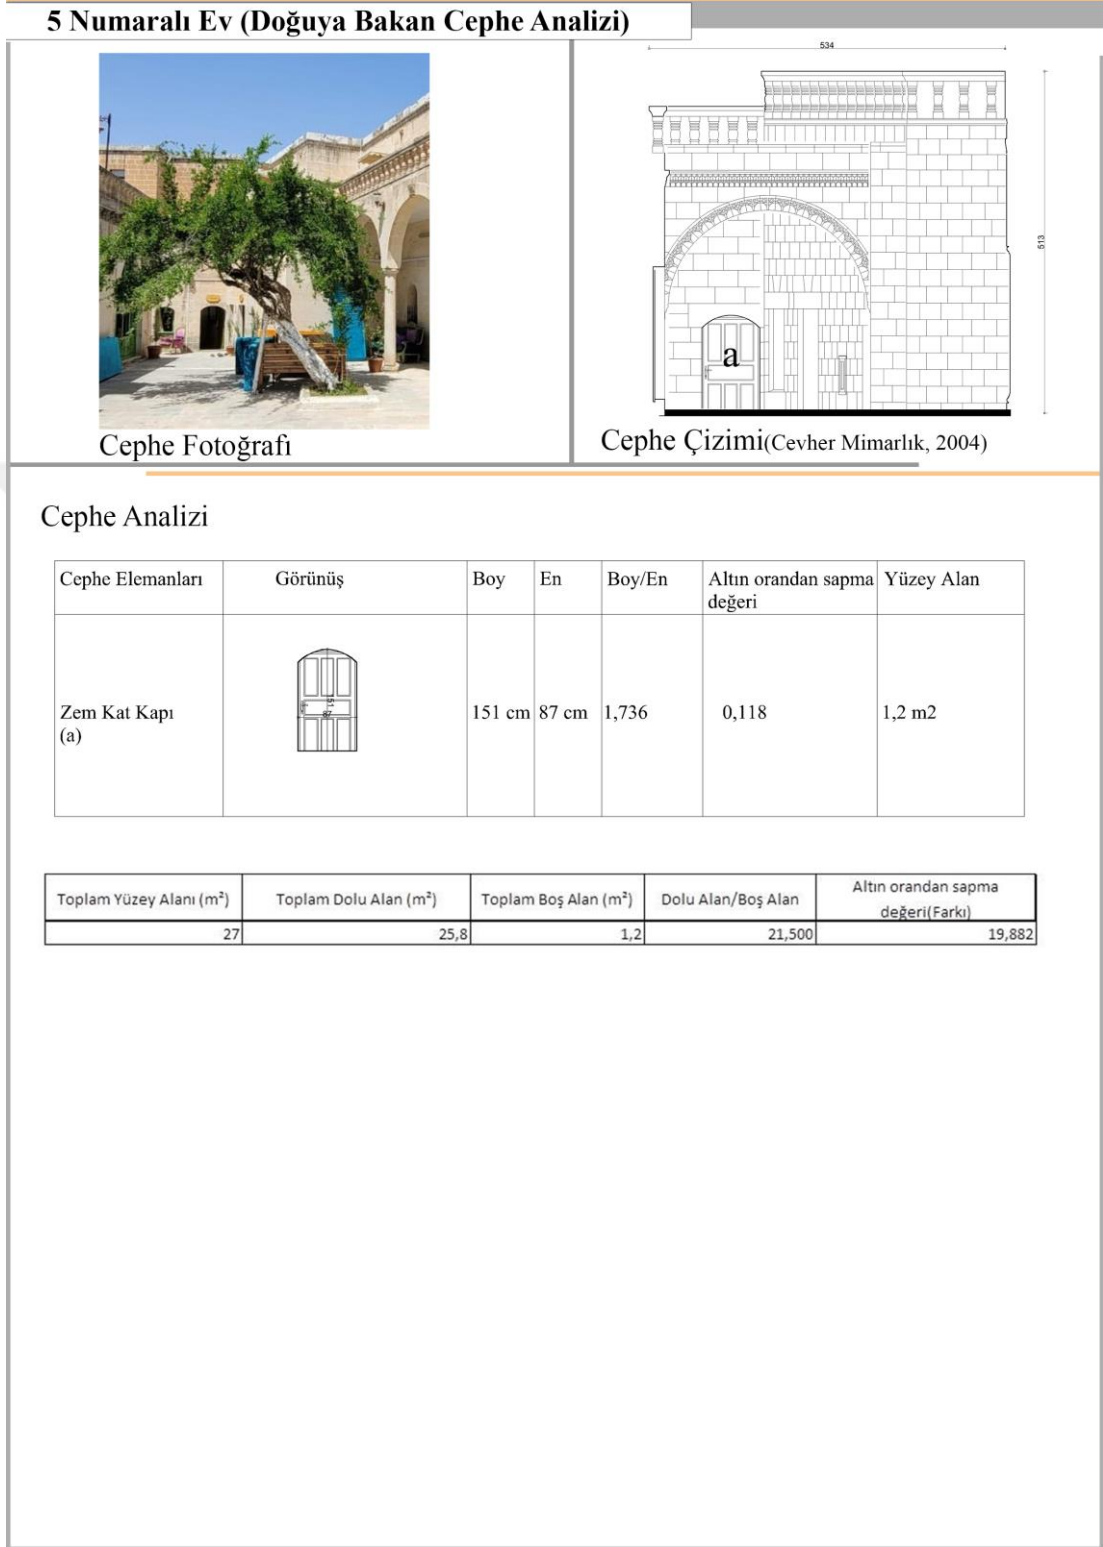 5 Numaralı Ev (Doğuya Bakan Cephe Analizi)
534
513
a
Cephe Fotoğrafı
Cephe Çizimi(Cevher Mimarlık, 2004)
Cephe Analizi
Cephe Elemanları Görünüş Boy En Boy/En Altın orandan sapma değeri Yüzey Alan
Zem Kat Kapı (a) 151 87 151 cm 87 cm 1,736 0,118 1,2 m2
Toplam Yüzey Alanı (m²) Toplam Dolu Alan (m²) Toplam Boş Alan (m²) Dolu Alan/Boş Alan Altın orandan sapma değeri(Farkı)
27 25,8 1,2 21,500 19,882